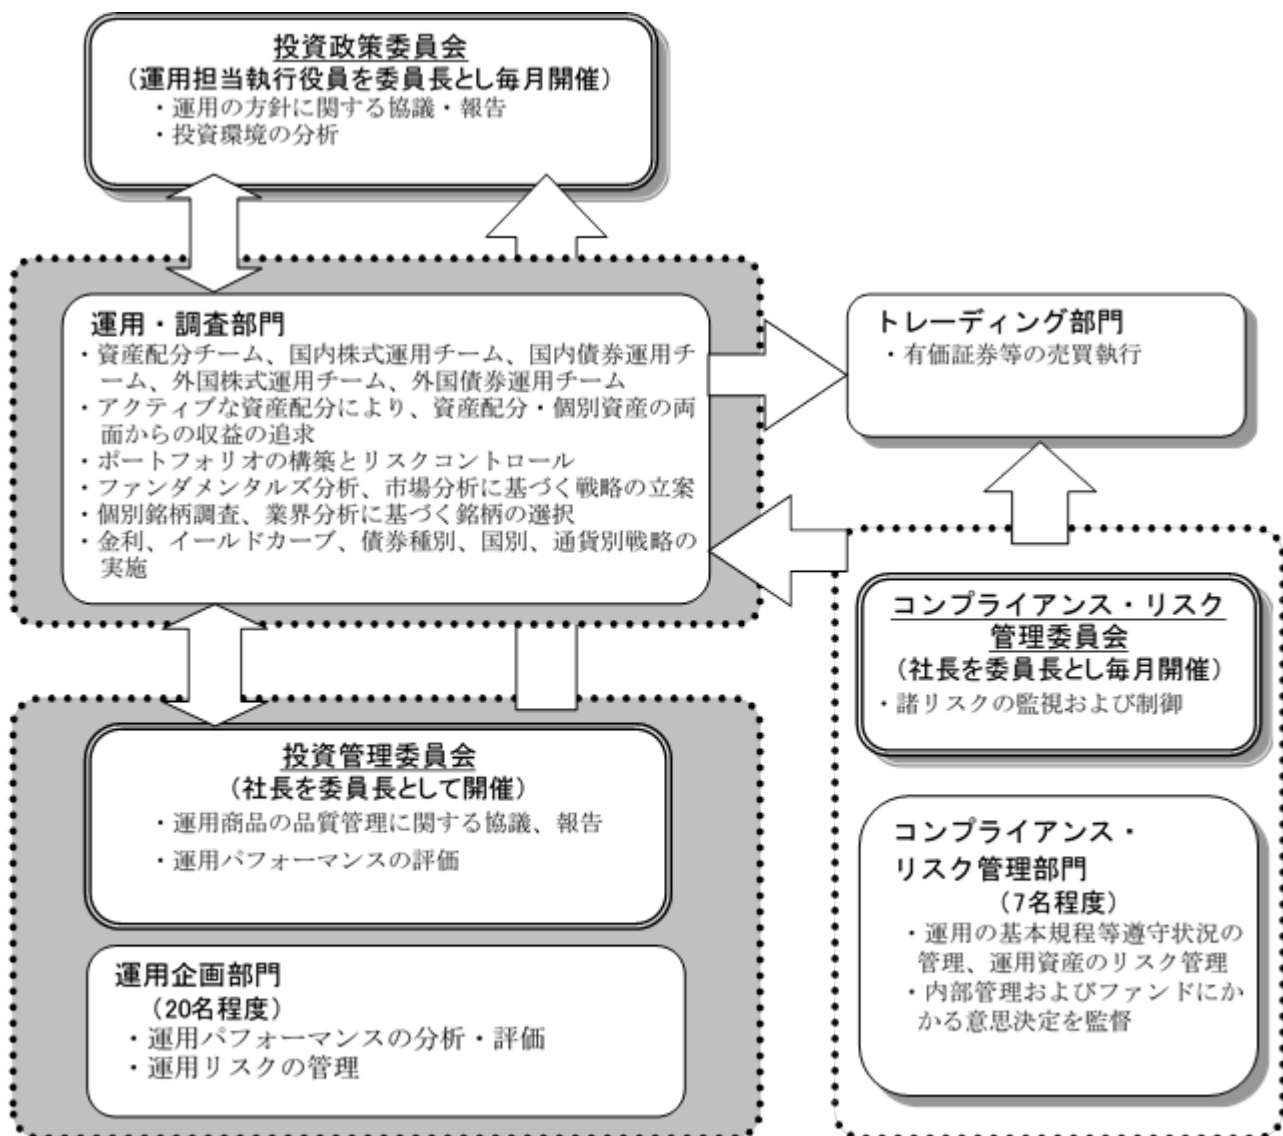 投資政策委員会
（運用担当執行役員を委員長とし毎月開催）
・運用の方針に関する協議・報告
・投資環境の分析
運用・調査部門
・資産配分チーム、国内株式運用チーム、国内債券運用チ
ーム、外国株式運用チーム、外国債券運用チーム
・アクティブな資産配分により、資産配分・個別資産の両
面からの収益の追求
・ポートフォリオの構築とリスクコントロール
・ファンダメンタルズ分析、市場分析に基づく戦略の立案
・個別銘柄調査、業界分析に基づく銘柄の選択
・金利、イールドカーブ、債券種別、国別、通貨別戦略の
実施
トレーディング部門
・有価証券等の売買執行
コンプライアンス・リスク
管理委員会
（社長を委員長とし毎月開催）
・諸リスクの監視および制御
投資管理委員会
（社長を委員長として開催）
・運用商品の品質管理に関する協議、報告
・運用パフォーマンスの評価
コンプライアンス・
リスク管理部門
（7名程度）
・運用の基本規程等遵守状況の
管理、運用資産のリスク管理
・内部管理およびファンドにか
かる意思決定を監督
運用企画部門
（20名程度）
・運用パフォーマンスの分析・評価
・運用リスクの管理